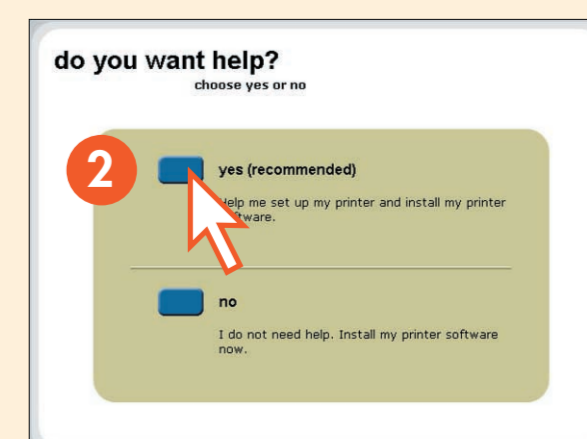 do you want help?
choose yes or no
2
yes (recommended)
Help me set up my printer and install my printer
no
I do not need help. Install my printer software
now.